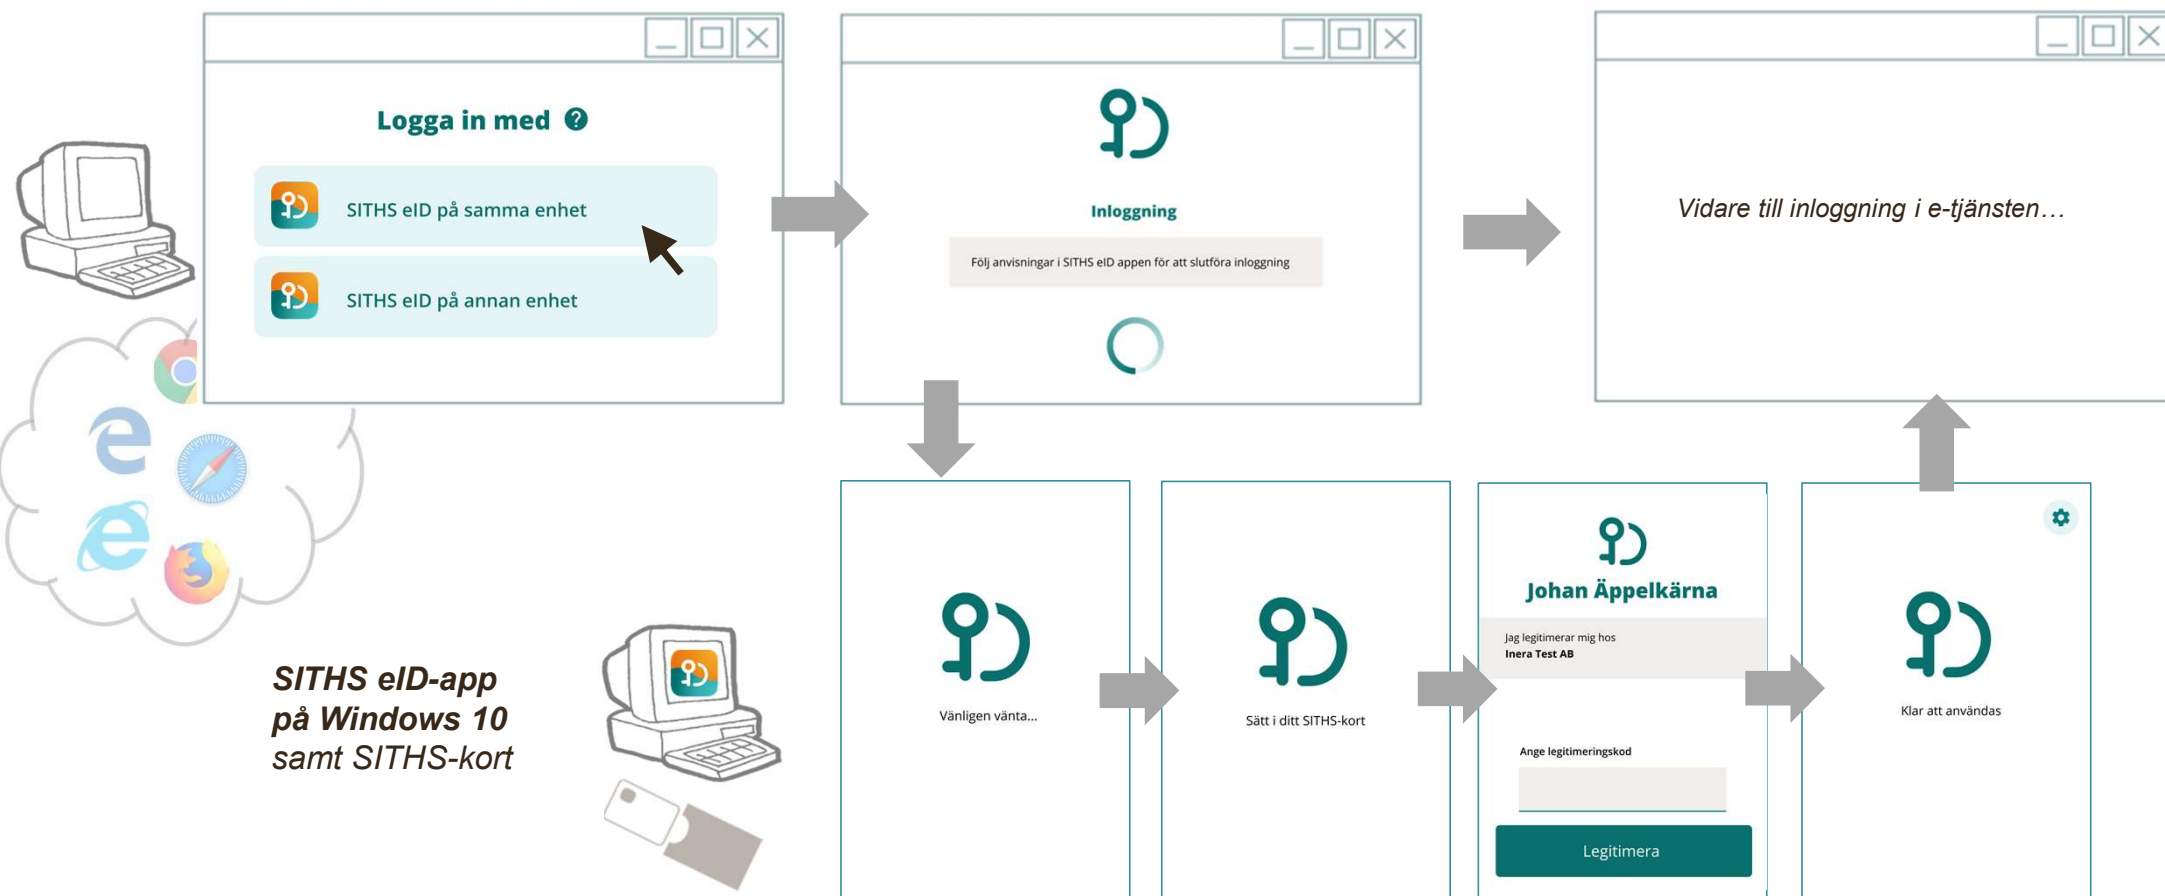 Logga in med ?
SITHS eID på samma enhet
SITHS eID på annan enhet
Inloggning
Följ anvisningar i SITHS eID appen för att slutföra inloggning
Vidare till inloggning i e-tjänsten…
SITHS eID-app
på Windows 10
samt SITHS-kort
Vänligen vänta...
Sätt i ditt SITHS-kort
Johan Äppelkärna
Jag legitimerar mig hos
Inera Test AB
Ange legitimeringskod
Legitimera
Klar att användas